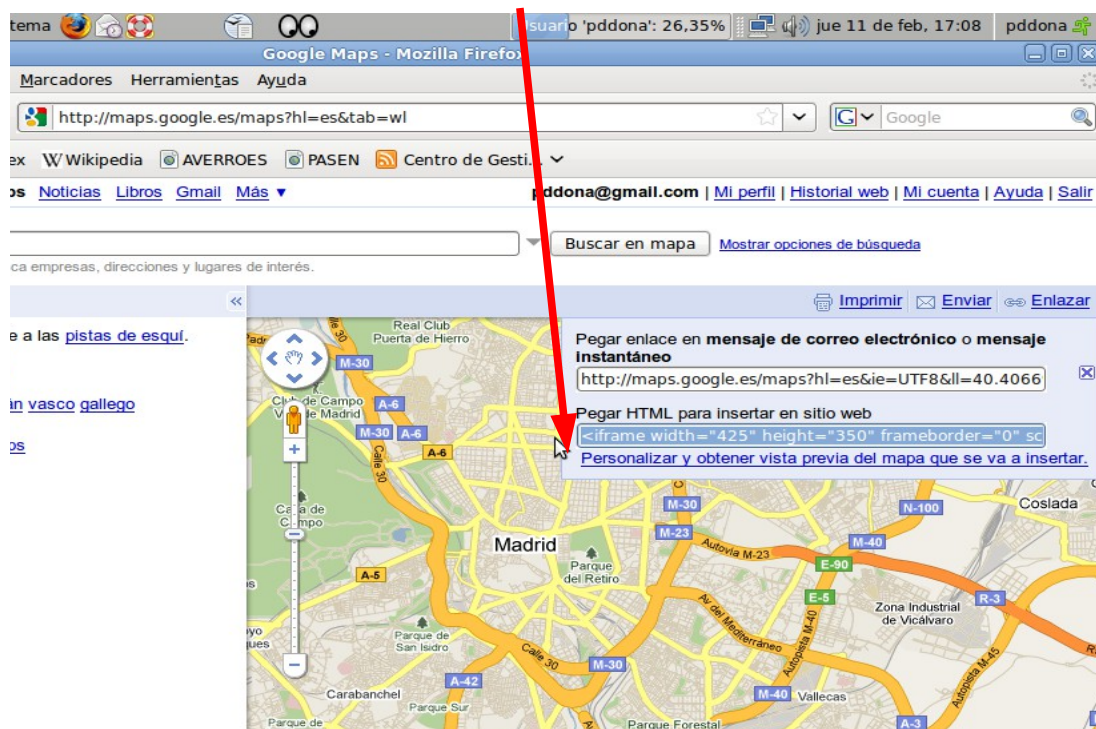 tema
Usuario 'pddona': 26,35%
jue 11 de feb, 17:08
pddona
Google Maps - Mozilla Firefox
Marcadores Herramientas Ayuda
http://maps.google.es/maps?hl=es&tab=wl
Google
ex Wikipedia AVERROES PASEN Centro de Gesti...
os Noticias Libros Gmail Más ▼
pddona@gmail.com | Mi perfil | Historial web | Mi cuenta | Ayuda | Salir
Buscar en mapa
Mostrar opciones de búsqueda
ca empresas, direcciones y lugares de interés.
«
Imprimir Enviar Enlazar
e a las pistas de esquí.
án vasco gallego
os
Pegar enlace en mensaje de correo electrónico o mensaje
instantáneo
http://maps.google.es/maps?hl=es&ie=UTF8&ll=40.4066
Pegar HTML para insertar en sitio web
<iframe width="425" height="350" frameborder="0" sc
Personalizar y obtener vista previa del mapa que se va a insertar.
Real Club
Puerta de Hierro
30
M-30
Club de Campo
Villa de Madrid
A-6
M-30
A-6
A-6
Calle 30
Casa de
Campo
M-30
N-100
Coslada
Madrid
M-23
Autovía M-23
M-40
Parque
del Retiro
E-90
A-5
E-5
R-3
Zona Industrial
de Vicálvaro
Av del Mediterráneo
Autopista M-40
Parque de
San Isidro
Calle 30
M-30
Autopista M-45
A-42
Carabanchel
Parque Sur
M-40
Vallecas
A-3
Parque de
Parque Forestal